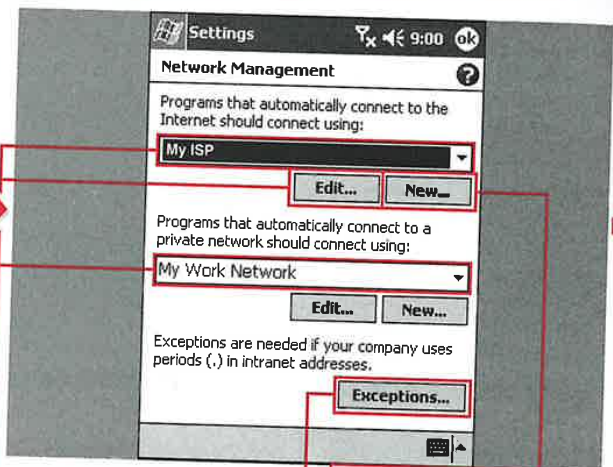 Settings 9:00 ok
Network Management ?
Programs that automatically connect to the
Internet should connect using:
My ISP
Edit... New...
Programs that automatically connect to a
private network should connect using:
My Work Network
Edit... New...
Exceptions are needed if your company uses
periods (.) in intranet addresses.
Exceptions...